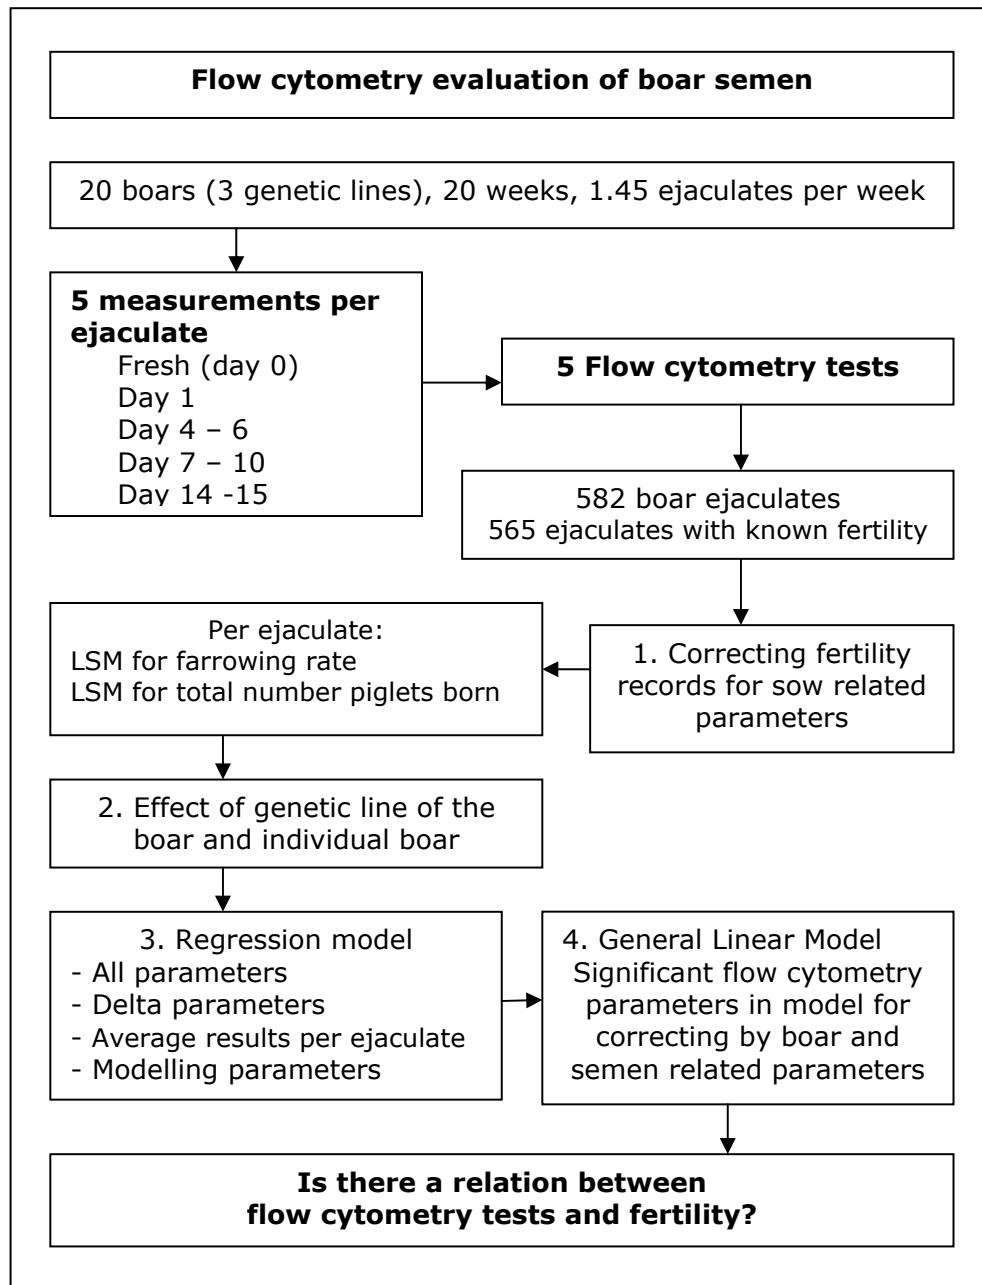 Flow cytometry evaluation of boar semen
20 boars (3 genetic lines), 20 weeks, 1.45 ejaculates per week
5 measurements per
ejaculate
Fresh (day 0)
Day 1
Day 4 – 6
Day 7 – 10
Day 14 -15
5 Flow cytometry tests
582 boar ejaculates
565 ejaculates with known fertility
1. Correcting fertility
records for sow related
parameters
Per ejaculate:
LSM for farrowing rate
LSM for total number piglets born
2. Effect of genetic line of the
boar and individual boar
3. Regression model
- All parameters
- Delta parameters
- Average results per ejaculate
- Modelling parameters
4. General Linear Model
Significant flow cytometry
parameters in model for
correcting by boar and
semen related parameters
Is there a relation between
flow cytometry tests and fertility?